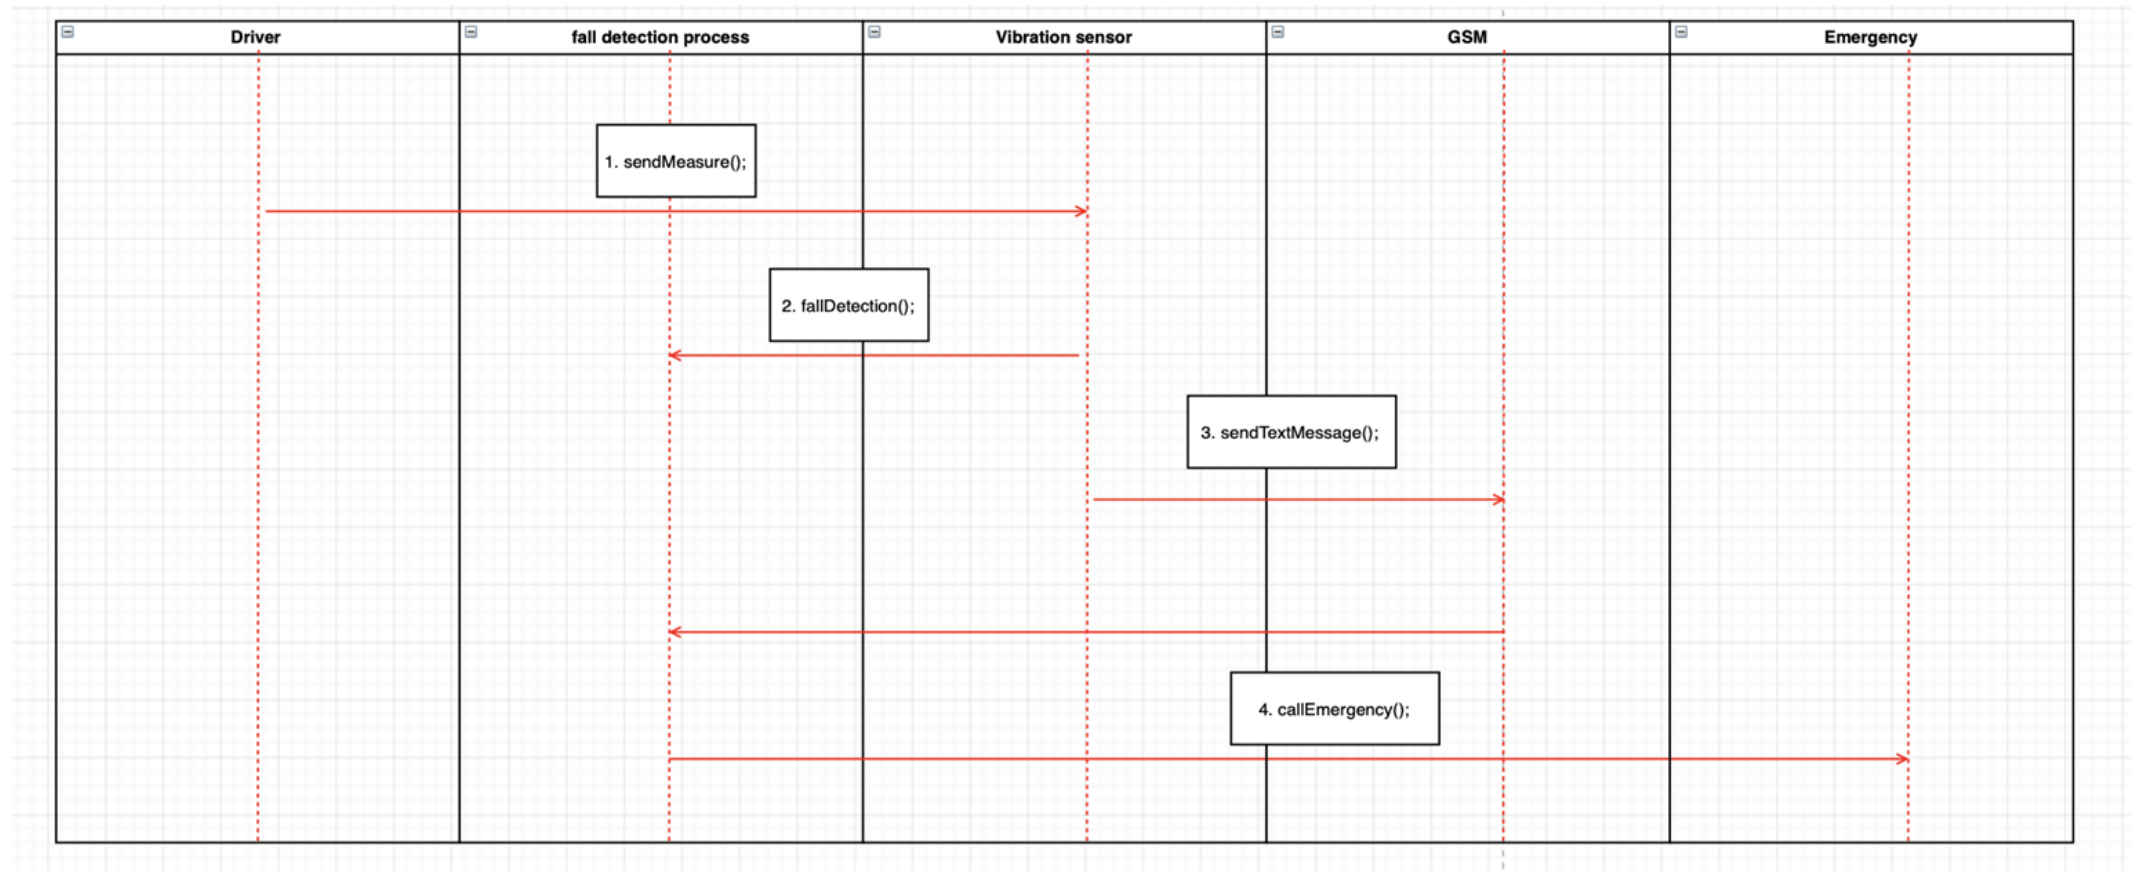 Driver
fall detection process
Vibration sensor
GSM
Emergency
1. sendMeasure();
2. fallDetection();
3. sendTextMessage();
4. callEmergency();